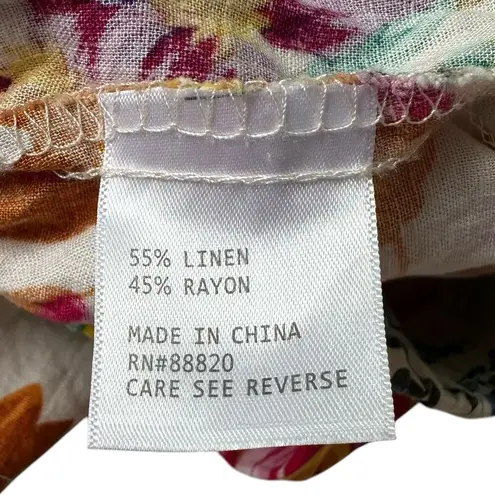 55% LINEN
45% RAYON
MADE IN CHINA
RN#88820
CARE SEE REVERSE